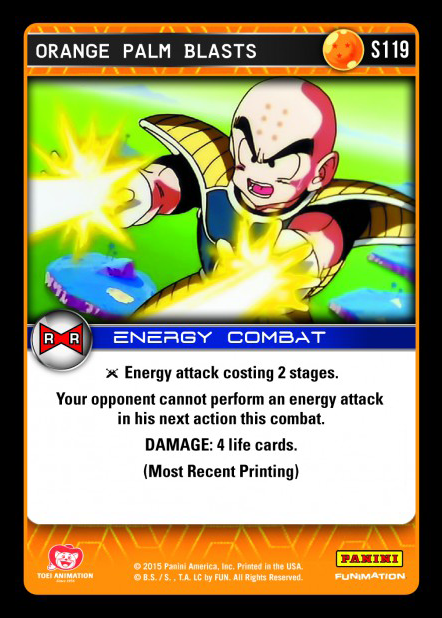 ORANGE PALM BLASTS
S119
R R
ENERGY COMBAT
Energy attack costing 2 stages.
Your opponent cannot perform an energy attack
in his next action this combat.
DAMAGE: 4 life cards.
(Most Recent Printing)
TOEI ANIMATION
© 2015 Panini America, Inc. Printed in the USA.
© B.S. / S. , T.A. LC by FUN. All Rights Reserved.
PANINI
FUNIMATION